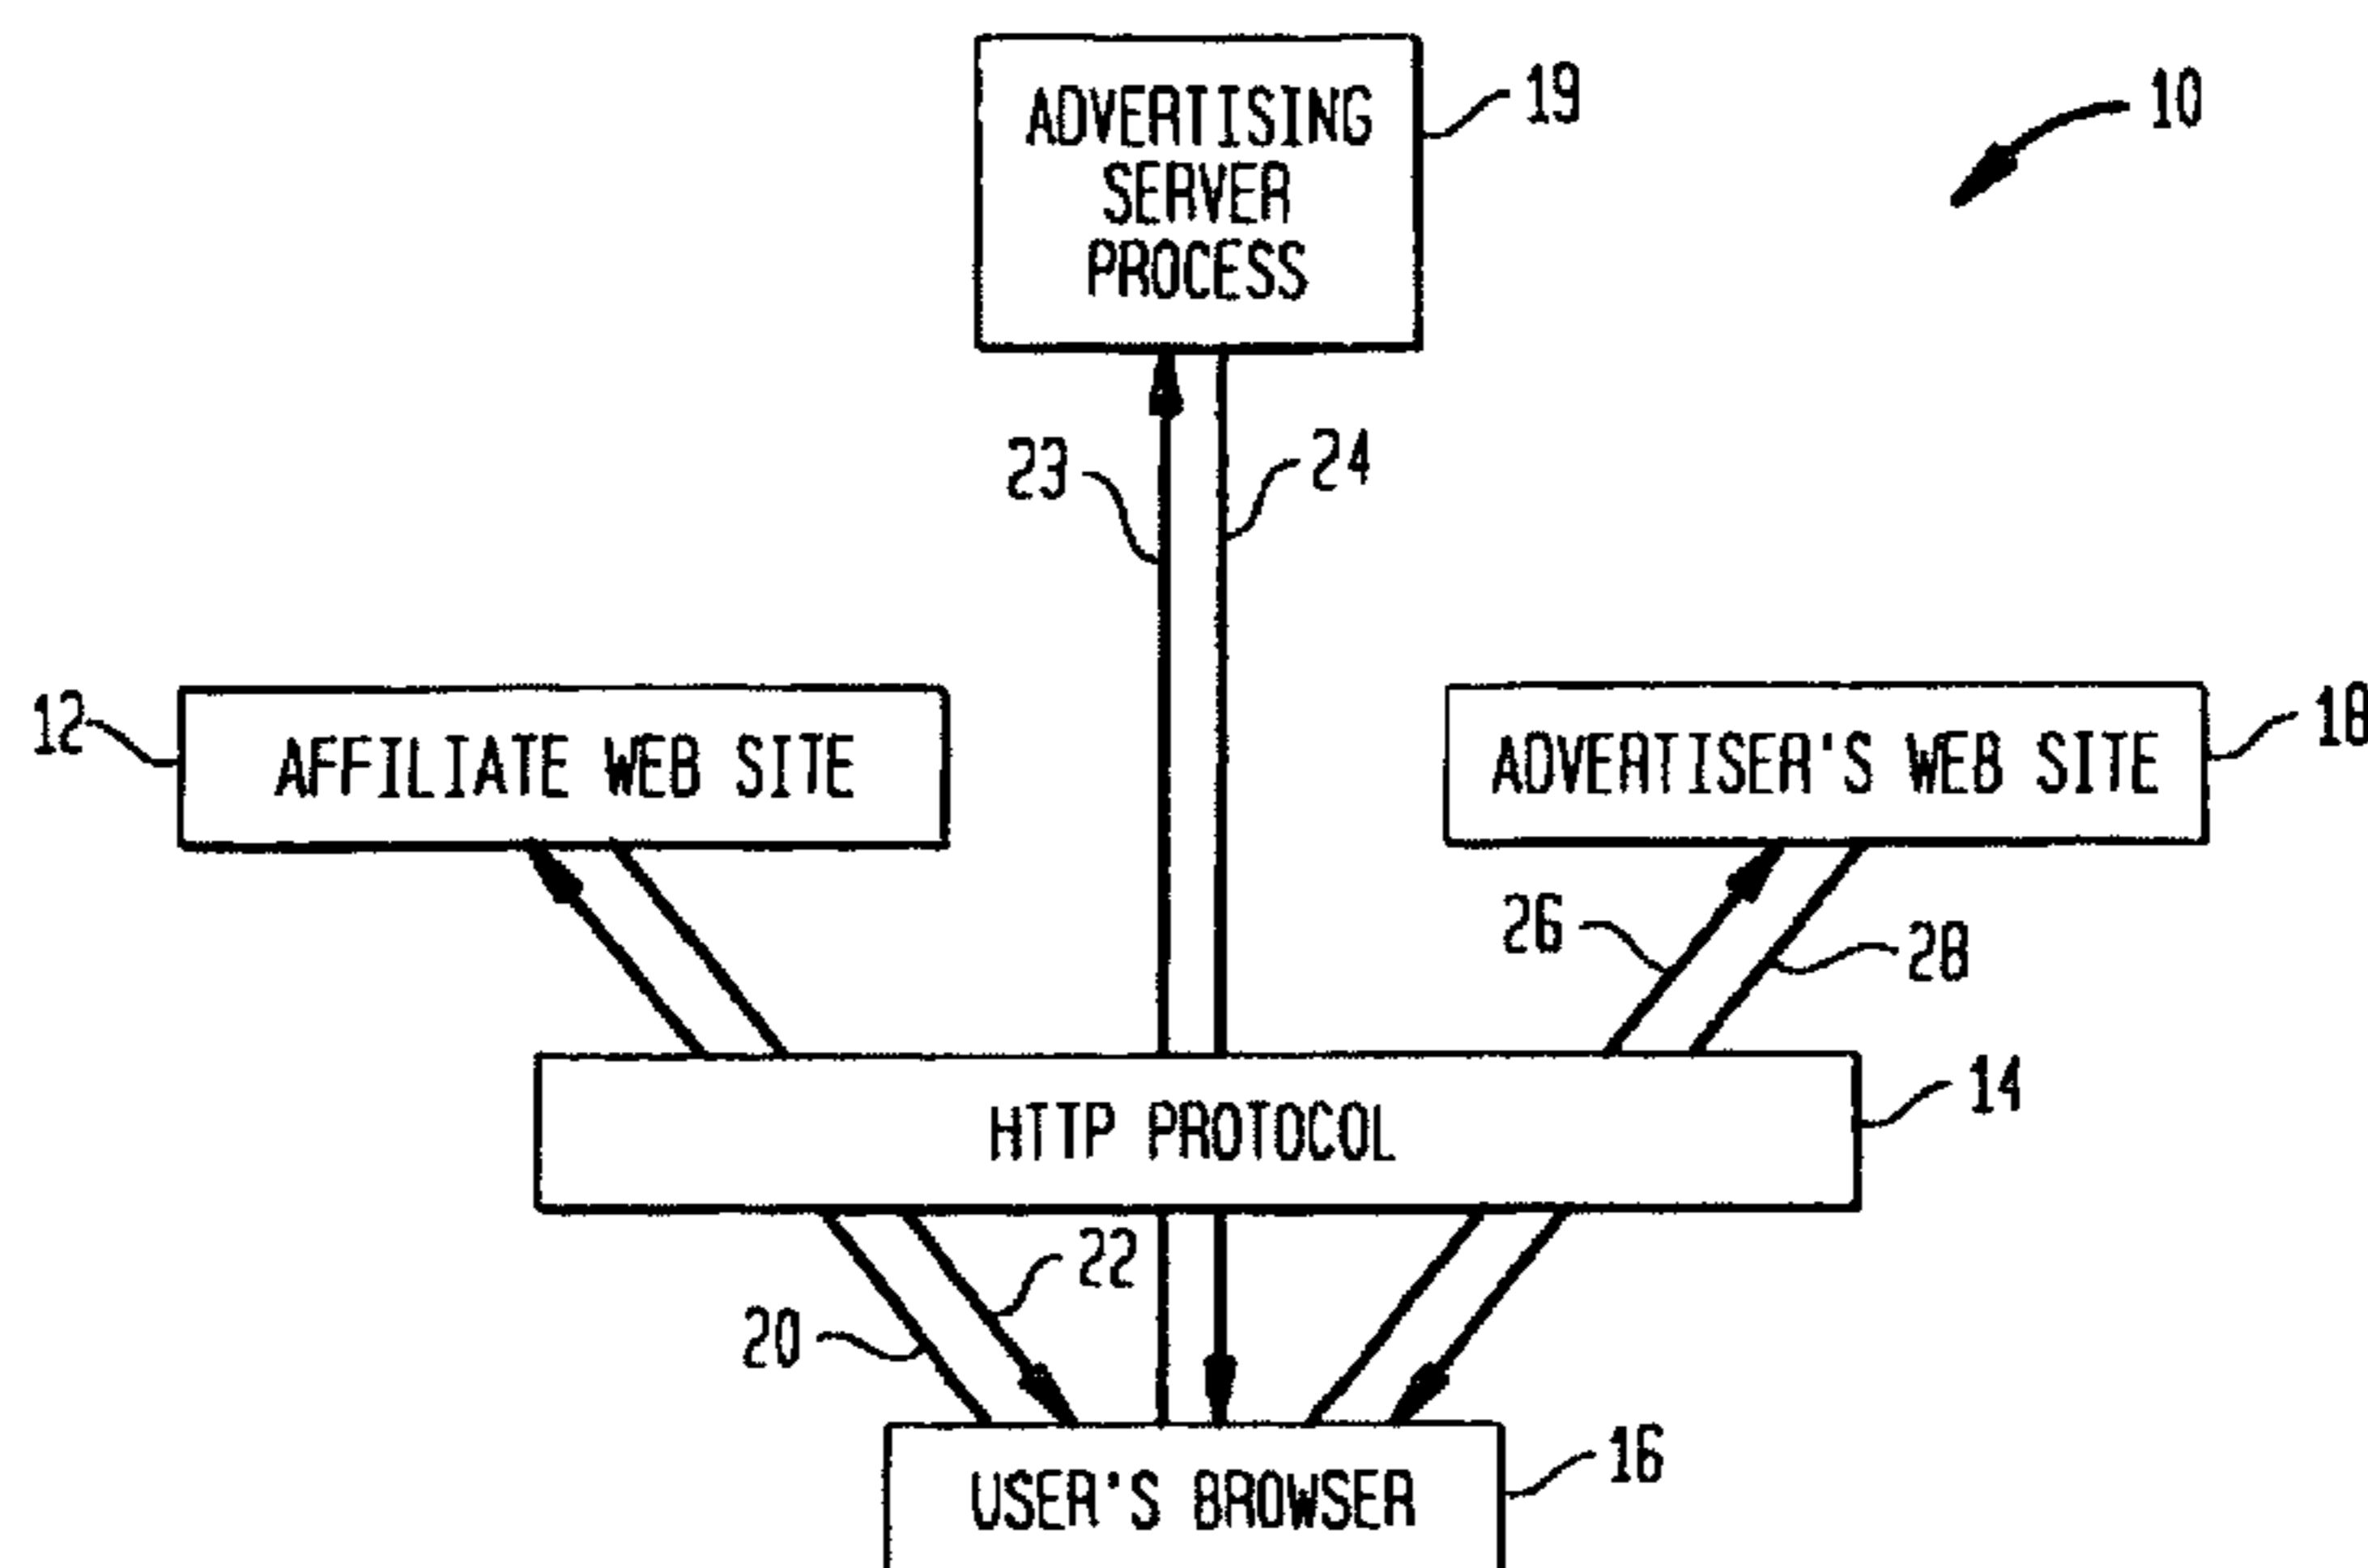 ADVERTISING
SERVER
PROCESS
19
10
23
24
12
AFFILIATE WEB SITE
ADVERTISER'S WEB SITE
18
26
28
HTTP PROTOCOL
14
22
20
USER'S BROWSER
16